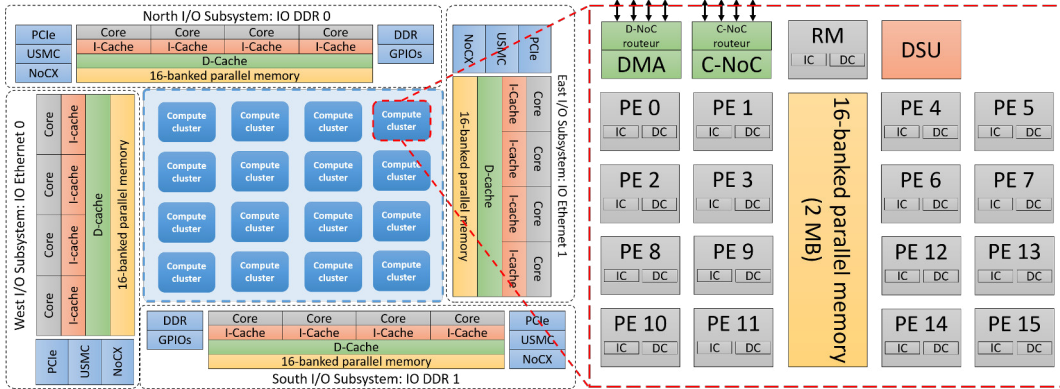 North I/O Subsystem: IO DDR 0
PCIe
USMC
NoCX
Core
Core
Core
Core
I-Cache
I-Cache
I-Cache
I-Cache
D-Cache
16-banked parallel memory
DDR
GPIOs
West I/O Subsystem: IO Ethernet 0
Core
Core
Core
Core
I-cache
I-cache
I-cache
I-cache
D-cache
16-banked parallel memory
PCIe
USMC
NoCX
Compute
cluster
Compute
cluster
Compute
cluster
Compute
cluster
Compute
cluster
Compute
cluster
Compute
cluster
Compute
cluster
Compute
cluster
Compute
cluster
Compute
cluster
Compute
cluster
Compute
cluster
Compute
cluster
Compute
cluster
Compute
cluster
NoCX
USMC
PCIe
16-banked parallel memory
D-cache
I-Cache
I-cache
I-cache
I-cache
Core
Core
Core
Core
East I/O Subsystem: IO Ethernet 1
DDR
GPIOs
Core
Core
Core
Core
I-Cache
I-Cache
I-Cache
I-Cache
D-Cache
16-banked parallel memory
PCIe
USMC
NoCX
South I/O Subsystem: IO DDR 1
D-NoC
routeur
DMA
C-NoC
routeur
C-NoC
RM
IC DC
DSU
PE 0
IC DC
PE 1
IC DC
PE 4
IC DC
PE 5
IC DC
PE 2
IC DC
PE 3
IC DC
PE 6
IC DC
PE 7
IC DC
PE 8
IC DC
PE 9
IC DC
PE 12
IC DC
PE 13
IC DC
PE 10
IC DC
PE 11
IC DC
PE 14
IC DC
PE 15
IC DC
16-banked parallel memory
(2 MB)